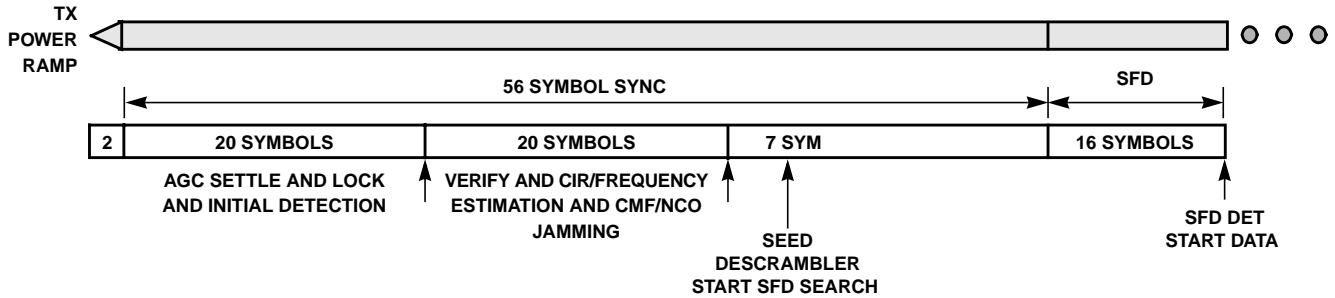 TX
POWER
RAMP
56 SYMBOL SYNC
SFD
2
20 SYMBOLS
20 SYMBOLS
7 SYM
16 SYMBOLS
AGC SETTLE AND LOCK
AND INITIAL DETECTION
VERIFY AND CIR/FREQUENCY
ESTIMATION AND CMF/NCO
JAMMING
SEED
DESCRAMBLER
START SFD SEARCH
SFD DET
START DATA